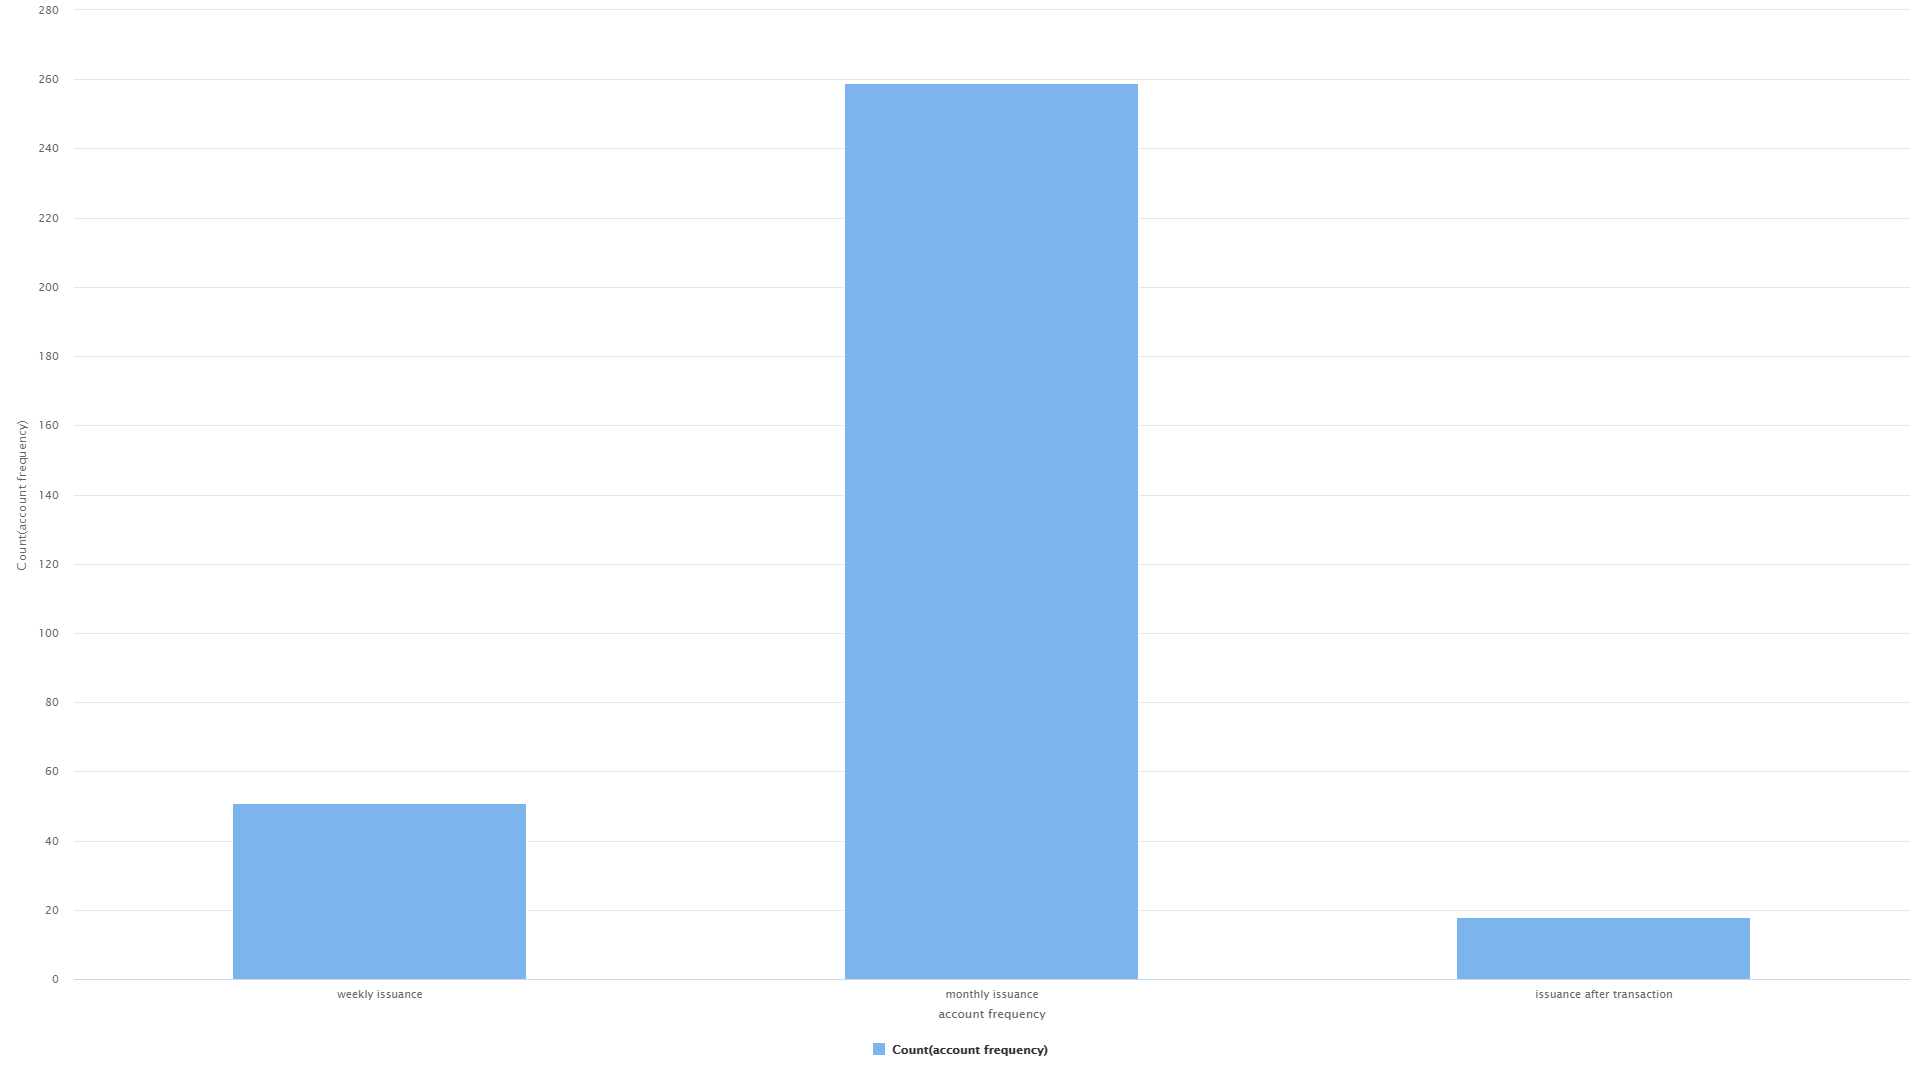 280
260
240
220
200
180
160
140
120
100
80
60
40
20
0
Count(account frequency)
weekly issuance
monthly issuance
issuance after transaction
account frequency
Count(account frequency)